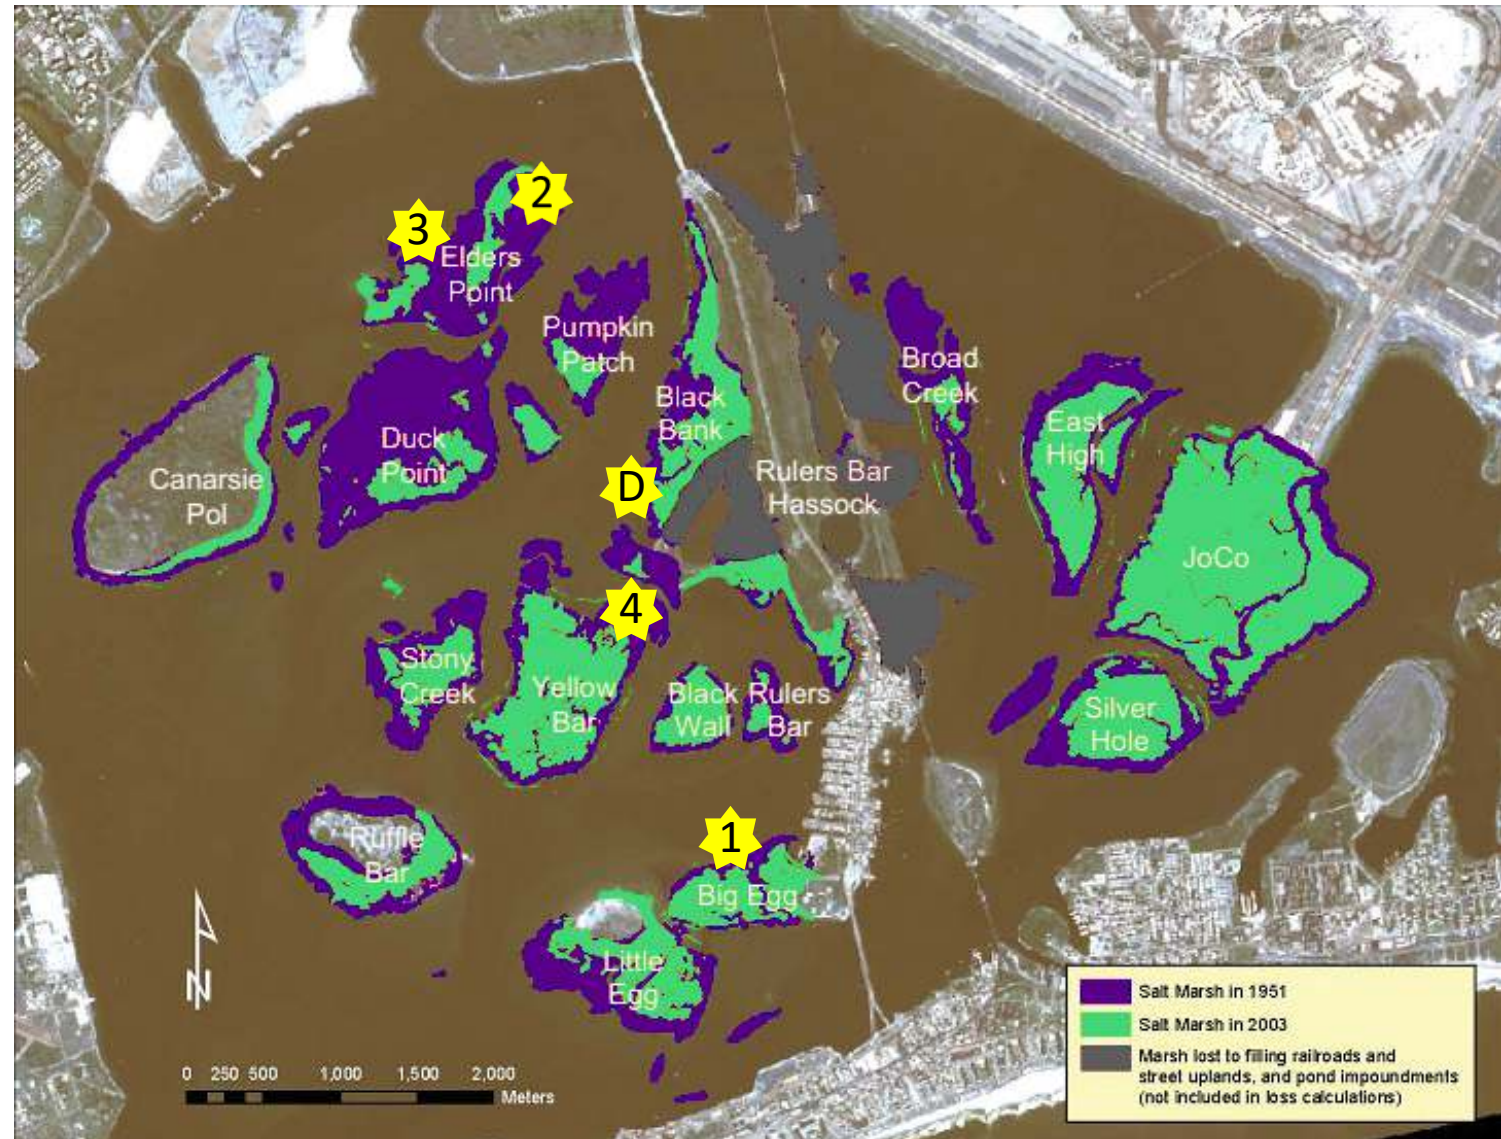 2
3
Elders
Point
Pumpkin
Patch
Broad
Creek
Black
Bank
East
High
Duck
Point
Canarsie
Pol
D
Rulers Bar
Hassock
JoCo
4
Stony
Creek
Yellow
Bar
Black
Wall
Rulers
Bar
Silver
Hole
1
Ruffle
Bar
Big Egg
Little
Egg
N
0 250 500 1,000 1,500 2,000
Meters
Salt Marsh in 1951
Salt Marsh in 2003
Marsh lost to filling railroads and
street uplands, and pond impoundments
(not included in loss calculations)